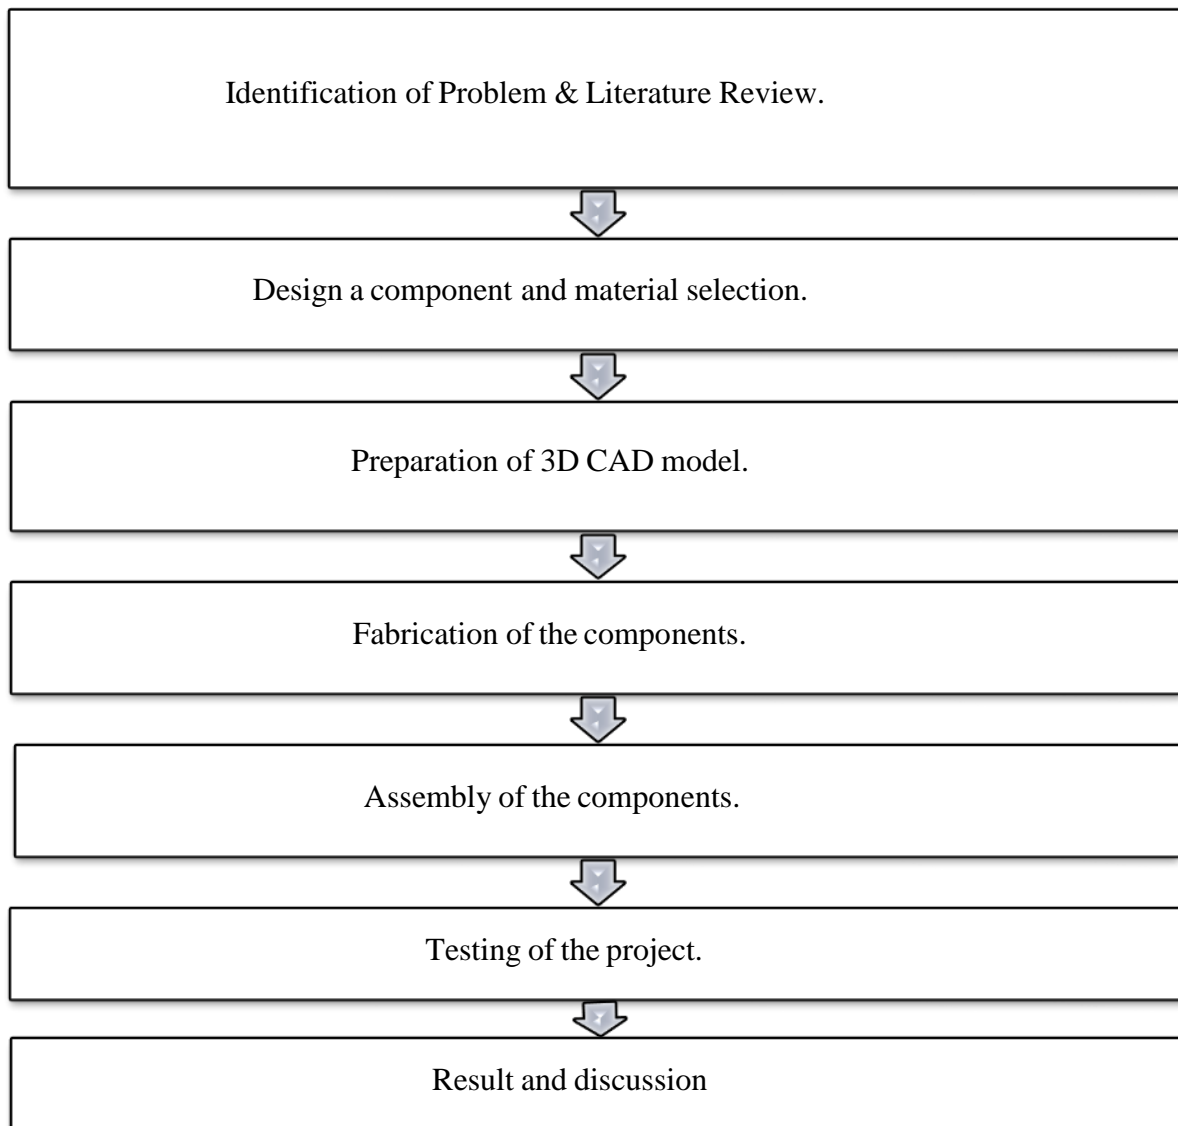 Identification of Problem & Literature Review.
Design a component and material selection.
Preparation of 3D CAD model.
Fabrication of the components.
Assembly of the components.
Testing of the project.
Result and discussion